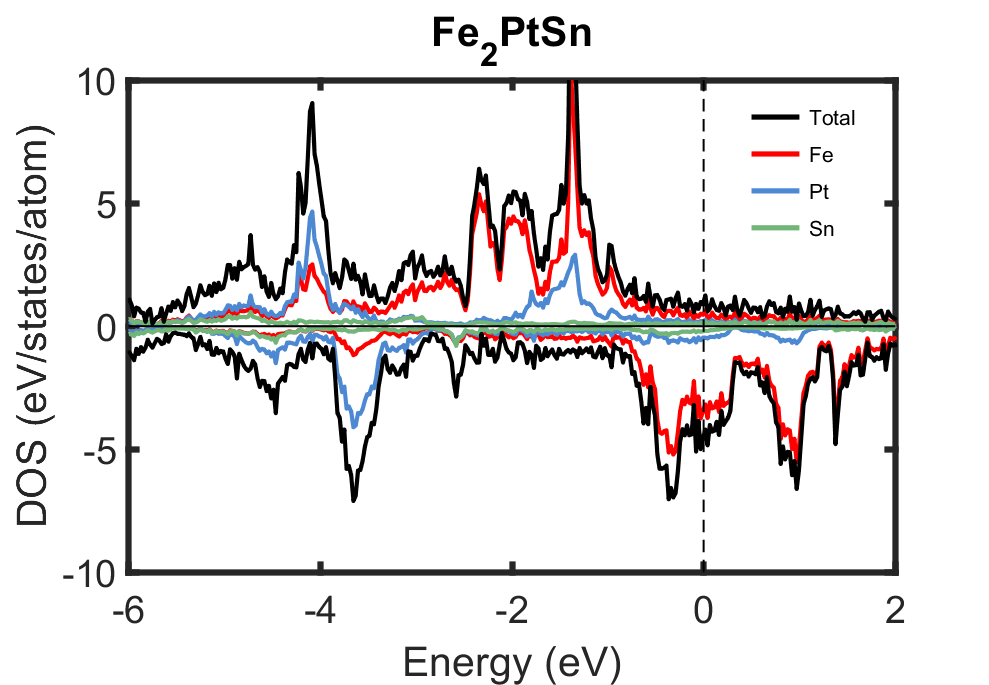 Fe2PtSn
10
5
0
-5
-10
DOS (eV/states/atom)
Total
Fe
Pt
Sn
-6 -4 -2 0 2
Energy (eV)